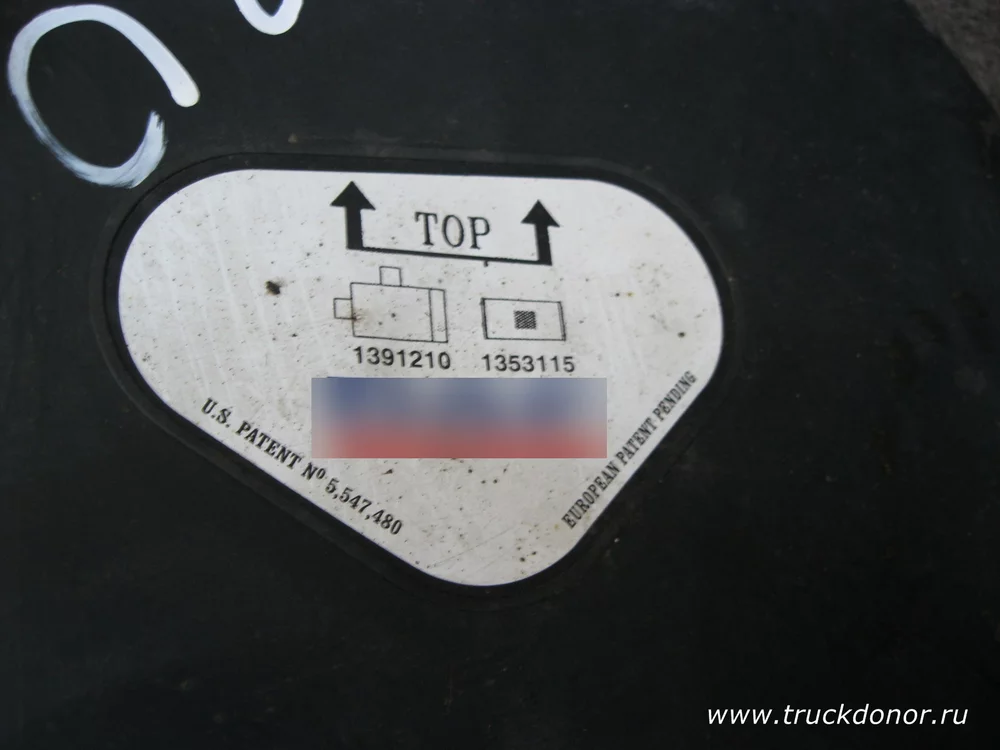 TOP
1391210 1353115
U.S. PATENT Nº 5,547,480
EUROPEAN PATENT PENDING
www.truckdonor.ru